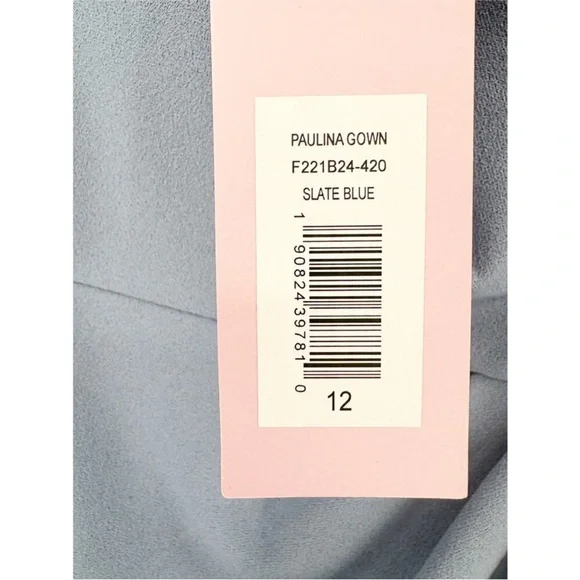 PAULINA GOWN
F221B24-420
SLATE BLUE
1 90824 39781 0
12